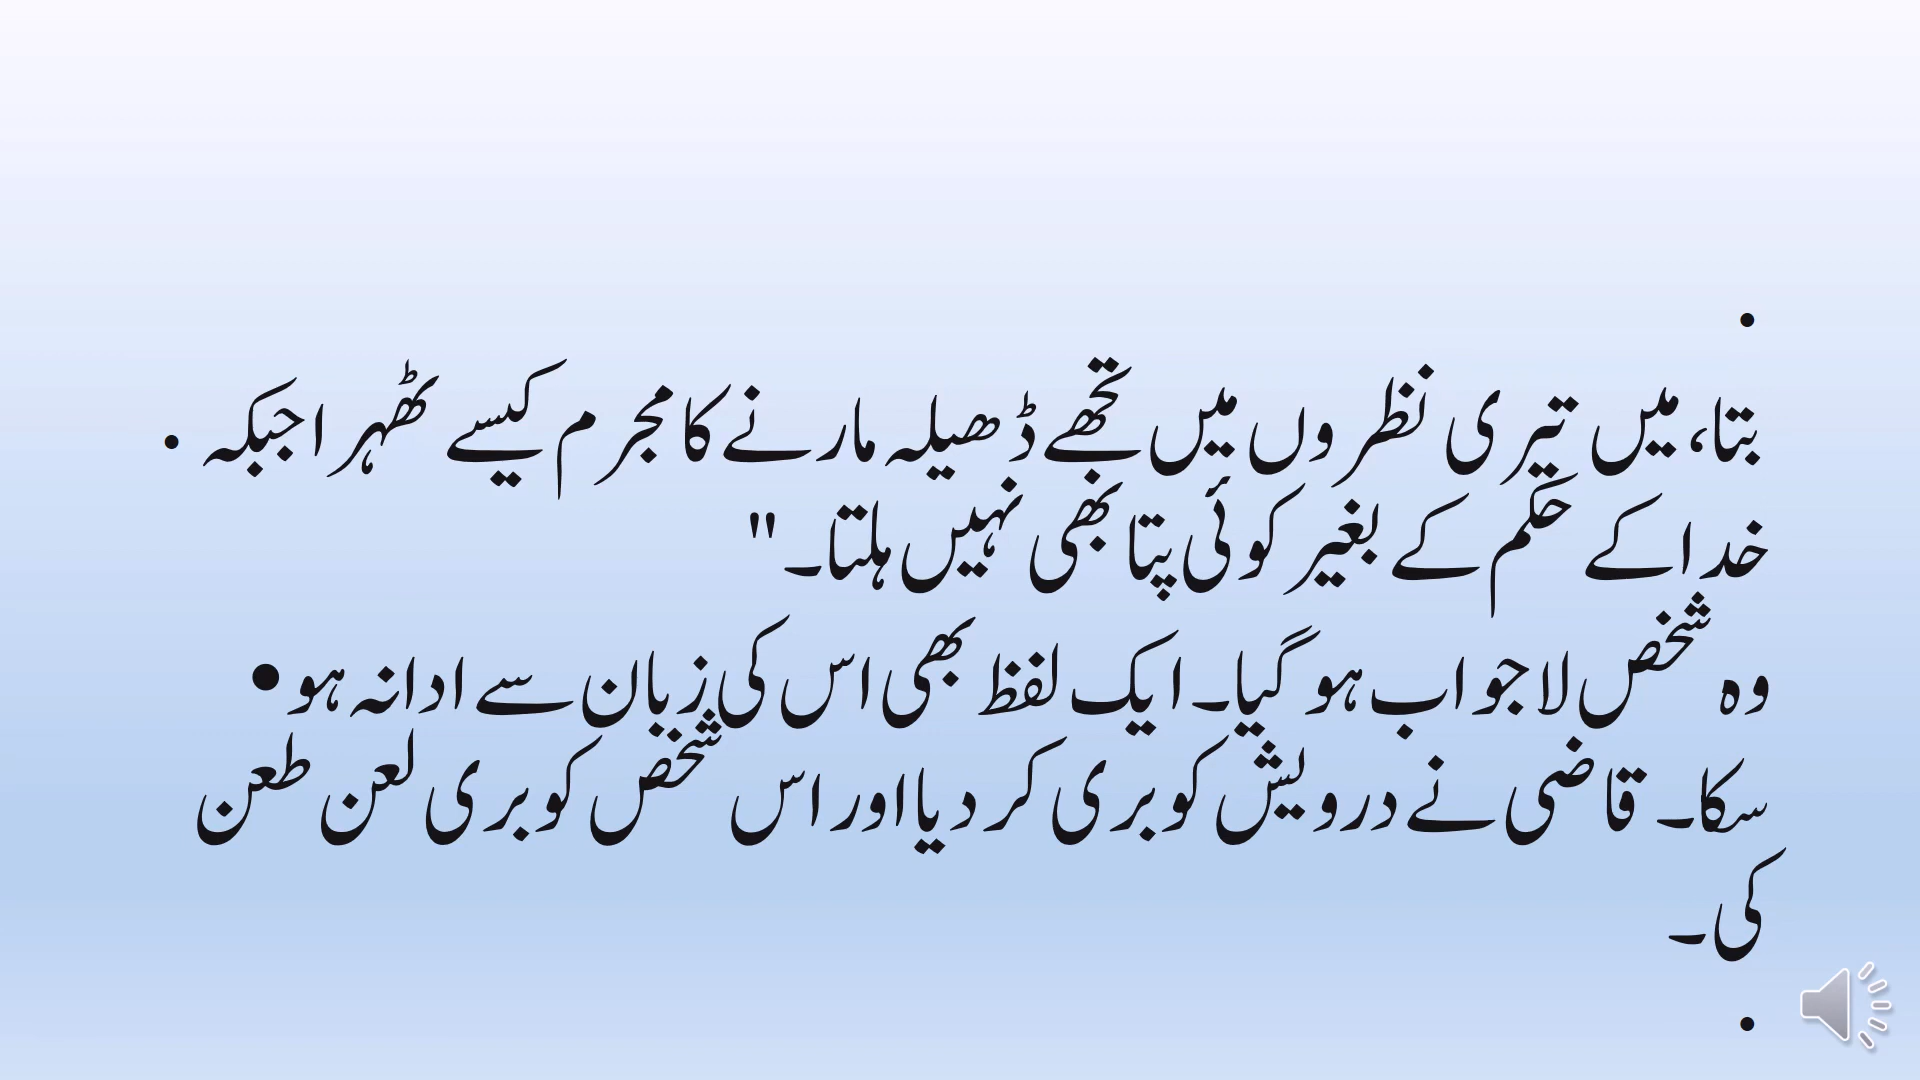 •
بتا، میں تیری نظروں میں تجھے ڈھیلہ مارنے کا مجرم کیسے ٹھہرا جبکہ •
خدا کے حکم کے بغیر کوئی پتا بھی نہیں ہلتا۔"
وہ شخص لاجواب ہو گیا۔ ایک لفظ بھی اس کی زبان سے ادا نہ ہو •
سکا۔ قاضی نے درویش کو بری کر دیا اور اس شخص کو بری لعن طعن
کی۔
•